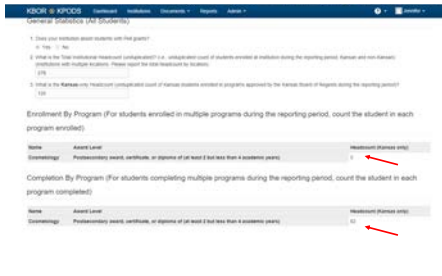 KBOR KPODS Dashboard Institutions Documents Reports Admin
General Statistics (All Students)
1. Does your institution award students with Pell grants?
Yes No
2. What is the Total Institutional Headcount (unduplicated)? i.e. unduplicated count of students enrolled at institution during the reporting period, Kansas and non-Kansas)
(Institutions with multiple locations: Please report the total headcount by location).
3. What is the Kansas-only Headcount (unduplicated count of Kansas students enrolled in programs approved by the Kansas Board of Regents during the reporting period)?
Enrollment By Program (For students enrolled in multiple programs during the reporting period, count the student in each
program enrolled)
Name Award Level Headcount (Kansas only)
Cosmetology Postsecondary award, certificate, or diploma of (at least 2 but less than 4 academic years)
Completion By Program (For students completing multiple programs during the reporting period, count the student in each
program completed)
Name Award Level Headcount (Kansas only)
Cosmetology Postsecondary award, certificate, or diploma of (at least 2 but less than 4 academic years)